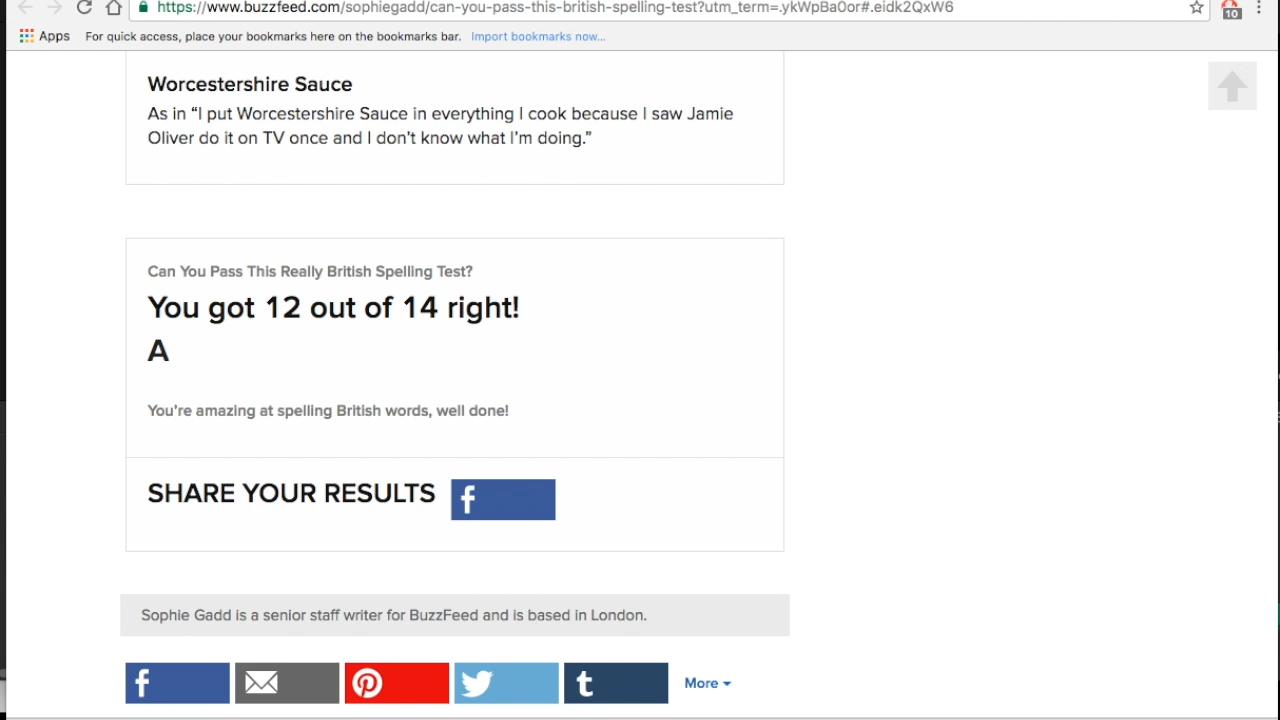 https://www.buzzfeed.com/sophiegadd/can-you-pass-this-british-spelling-test?utm_term=.ykWpBa0or#.eidk2QxW6
10
Apps For quick access, place your bookmarks here on the bookmarks bar. Import bookmarks now...
Worcestershire Sauce
As in “I put Worcestershire Sauce in everything I cook because I saw Jamie
Oliver do it on TV once and I don’t know what I’m doing.”
Can You Pass This Really British Spelling Test?
You got 12 out of 14 right!
A
You’re amazing at spelling British words, well done!
SHARE YOUR RESULTS
Sophie Gadd is a senior staff writer for BuzzFeed and is based in London.
More